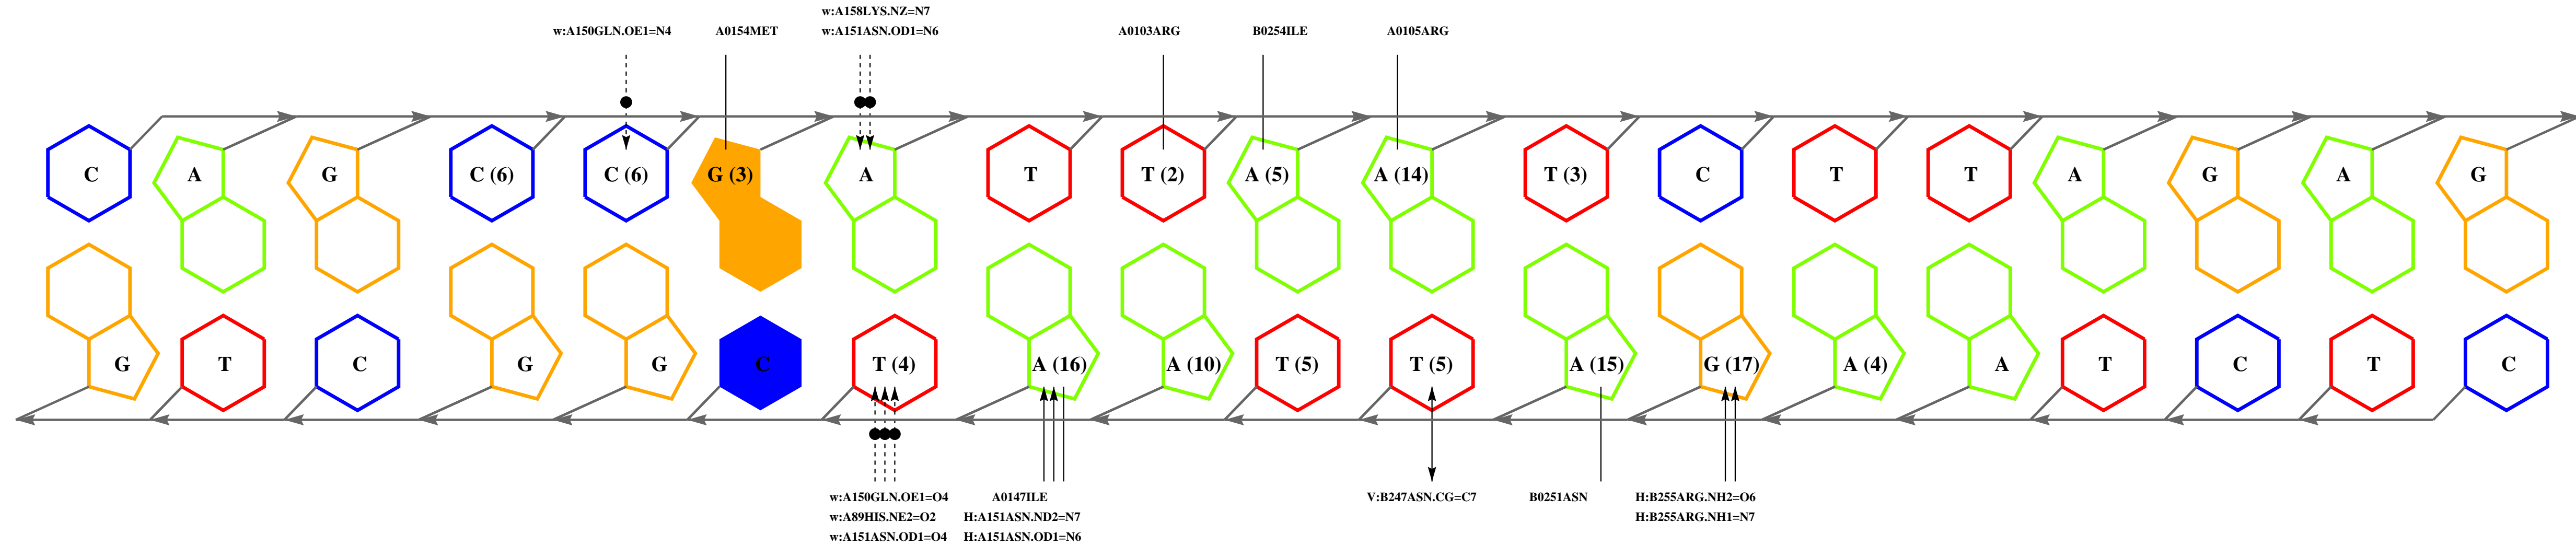 w:A158LYS.NZ=N7
w:A150GLN.OE1=N4 A0154MET w:A151ASN.OD1=N6 A0103ARG B0254ILE A0105ARG
C A G C (6) C (6) G (3) A T T (2) A (5) A (14) T (3) C T T A G A G
G T C G G C T (4) A (16) A (10) T (5) T (5) A (15) G (17) A (4) A T C T C
w:A150GLN.OE1=O4 A0147ILE V:B247ASN.CG=C7 B0251ASN H:B255ARG.NH2=O6
w:A89HIS.NE2=O2 H:A151ASN.ND2=N7 H:B255ARG.NH1=N7
w:A151ASN.OD1=O4 H:A151ASN.OD1=N6